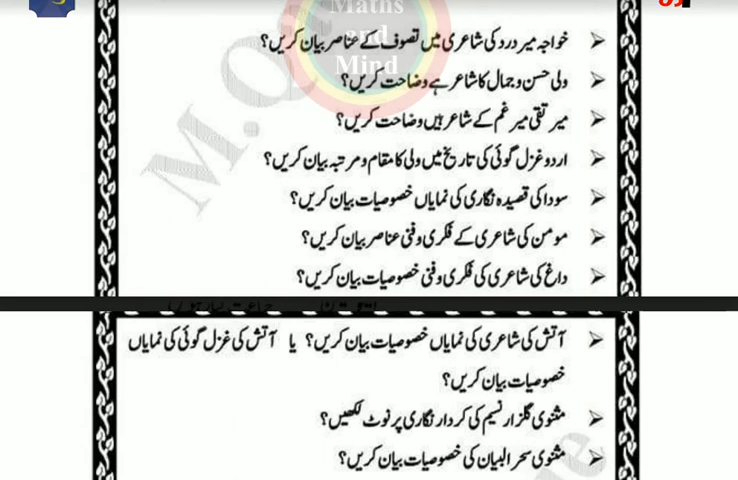 Maths
and
Mind
خواجہ میر درد کی شاعری میں تصوف کے عناصر بیان کریں؟
ولی حسن و جمال کا شاعر ہے وضاحت کریں؟
میر تقی میر غم کے شاعر ہیں وضاحت کریں؟
اردو غزل گوئی کی تاریخ میں ولی کا مقام و مرتبہ بیان کریں؟
سودا کی قصیدہ نگاری کی نمایاں خصوصیات بیان کریں؟
مومن کی شاعری کے فکری و فنی عناصر بیان کریں؟
داغ کی شاعری کی فکری و فنی خصوصیات بیان کریں؟
آتش کی شاعری کی نمایاں خصوصیات بیان کریں؟ یا آتش کی غزل گوئی کی نمایاں
خصوصیات بیان کریں؟
مثنوی گلزار نسیم کی کردار نگاری پر نوٹ لکھیں؟
مثنوی سحر البیان کی خصوصیات بیان کریں؟